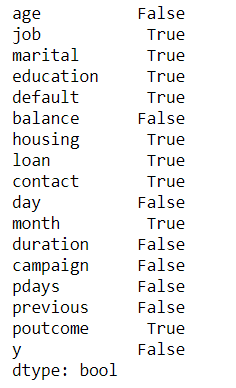 age False
job True
marital True
education True
default True
balance False
housing True
loan True
contact True
day False
month True
duration False
campaign False
pdays False
previous False
poutcome True
y False
dtype: bool